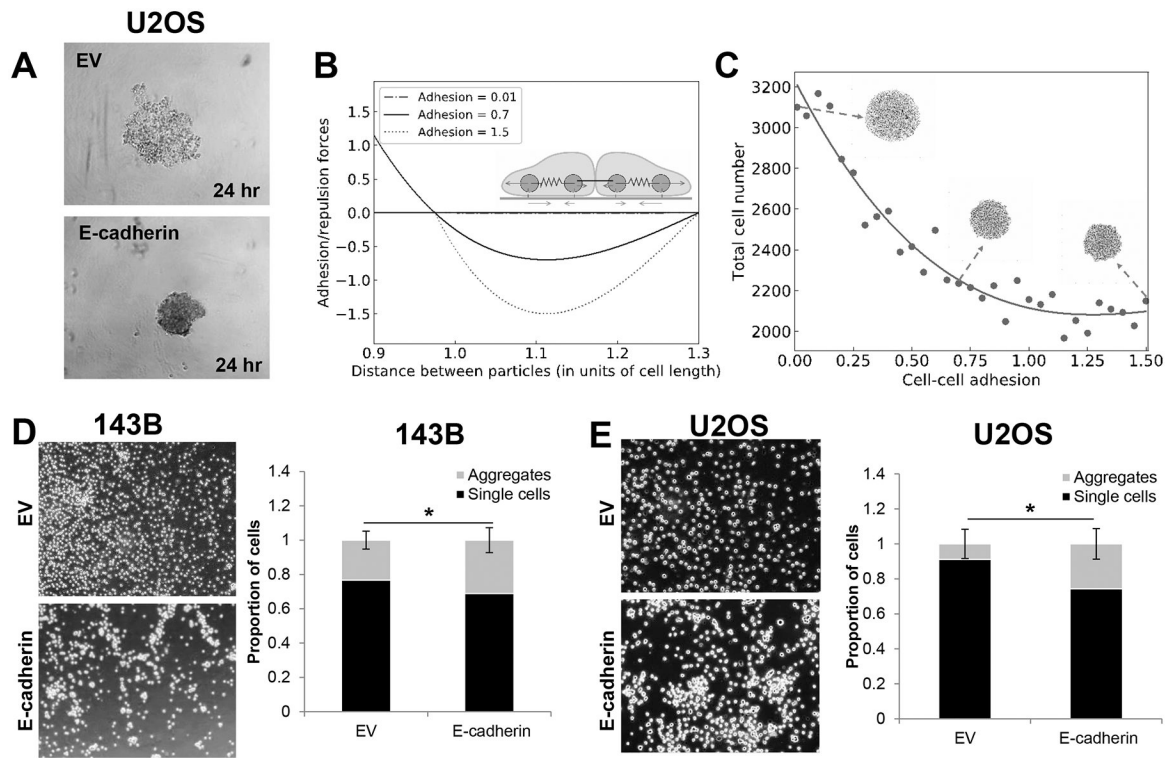 U2OS
A
EV
24 hr
E-cadherin
24 hr
B
Adhesion/repulsion forces
1.5
1.0
0.5
0.0
−0.5
−1.0
−1.5
Adhesion = 0.01
Adhesion = 0.7
Adhesion = 1.5
0.9 1.0 1.1 1.2 1.3
Distance between particles (in units of cell length)
C
Total cell number
3200
3000
2800
2600
2400
2200
2000
0.00 0.25 0.50 0.75 1.00 1.25 1.50
Cell-cell adhesion
D
143B
EV
E-cadherin
143B
Proportion of cells
1.4
1.2
1
0.8
0.6
0.4
0.2
0
Aggregates
Single cells
*
EV E-cadherin
E
U2OS
EV
E-cadherin
U2OS
Proportion of cells
1.4
1.2
1
0.8
0.6
0.4
0.2
0
Aggregates
Single cells
*
EV E-cadherin